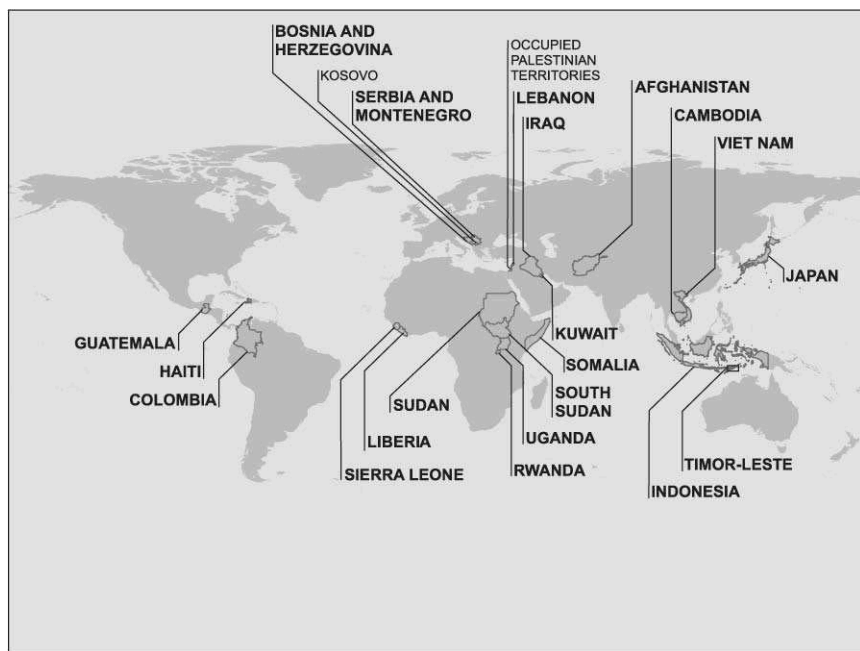 BOSNIA AND
HERZEGOVINA
KOSOVO
SERBIA AND
MONTENEGRO
OCCUPIED
PALESTINIAN
TERRITORIES
LEBANON
IRAQ
AFGHANISTAN
CAMBODIA
VIET NAM
JAPAN
GUATEMALA
HAITI
COLOMBIA
KUWAIT
SOMALIA
SUDAN
SOUTH
SUDAN
LIBERIA
UGANDA
SIERRA LEONE
RWANDA
TIMOR-LESTE
INDONESIA